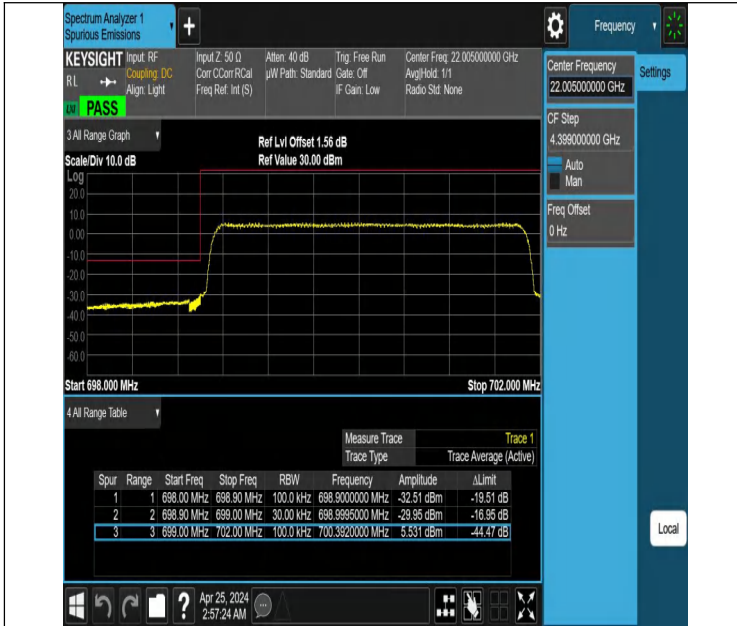 Spectrum Analyzer 1
Spurious Emissions
+
Frequency
KEYSIGHT Input: RF Input Z: 50 Ω Atten: 40 dB Trig: Free Run Center Freq: 22.005000000 GHz
RL Coupling: DC Corr CCorr RCal µW Path: Standard Gate: Off Avg|Hold: 1/1
Align: Light Freq Ref: Int (S) IF Gain: Low Radio Std: None
PASS
Center Frequency
22.005000000 GHz
Settings
CF Step
4.399000000 GHz
Auto
Man
Freq Offset
0 Hz
3 All Range Graph
Ref Lvl Offset 1.56 dB
Scale/Div 10.0 dB Ref Value 30.00 dBm
Log
20.0
10.0
0.00
-10.0
-20.0
-30.0
-40.0
-50.0
-60.0
Start 698.000 MHz Stop 702.000 MHz
4 All Range Table
Measure Trace Trace 1
Trace Type Trace Average (Active)
Spur Range Start Freq Stop Freq RBW Frequency Amplitude ΔLimit
1 1 698.00 MHz 698.90 MHz 100.0 kHz 698.9000000 MHz -32.51 dBm -19.51 dB
2 2 698.90 MHz 699.00 MHz 30.00 kHz 698.9995000 MHz -29.95 dBm -16.95 dB
3 3 699.00 MHz 702.00 MHz 100.0 kHz 700.3920000 MHz 5.531 dBm -44.47 dB
Local
? Apr 25, 2024
2:57:24 AM